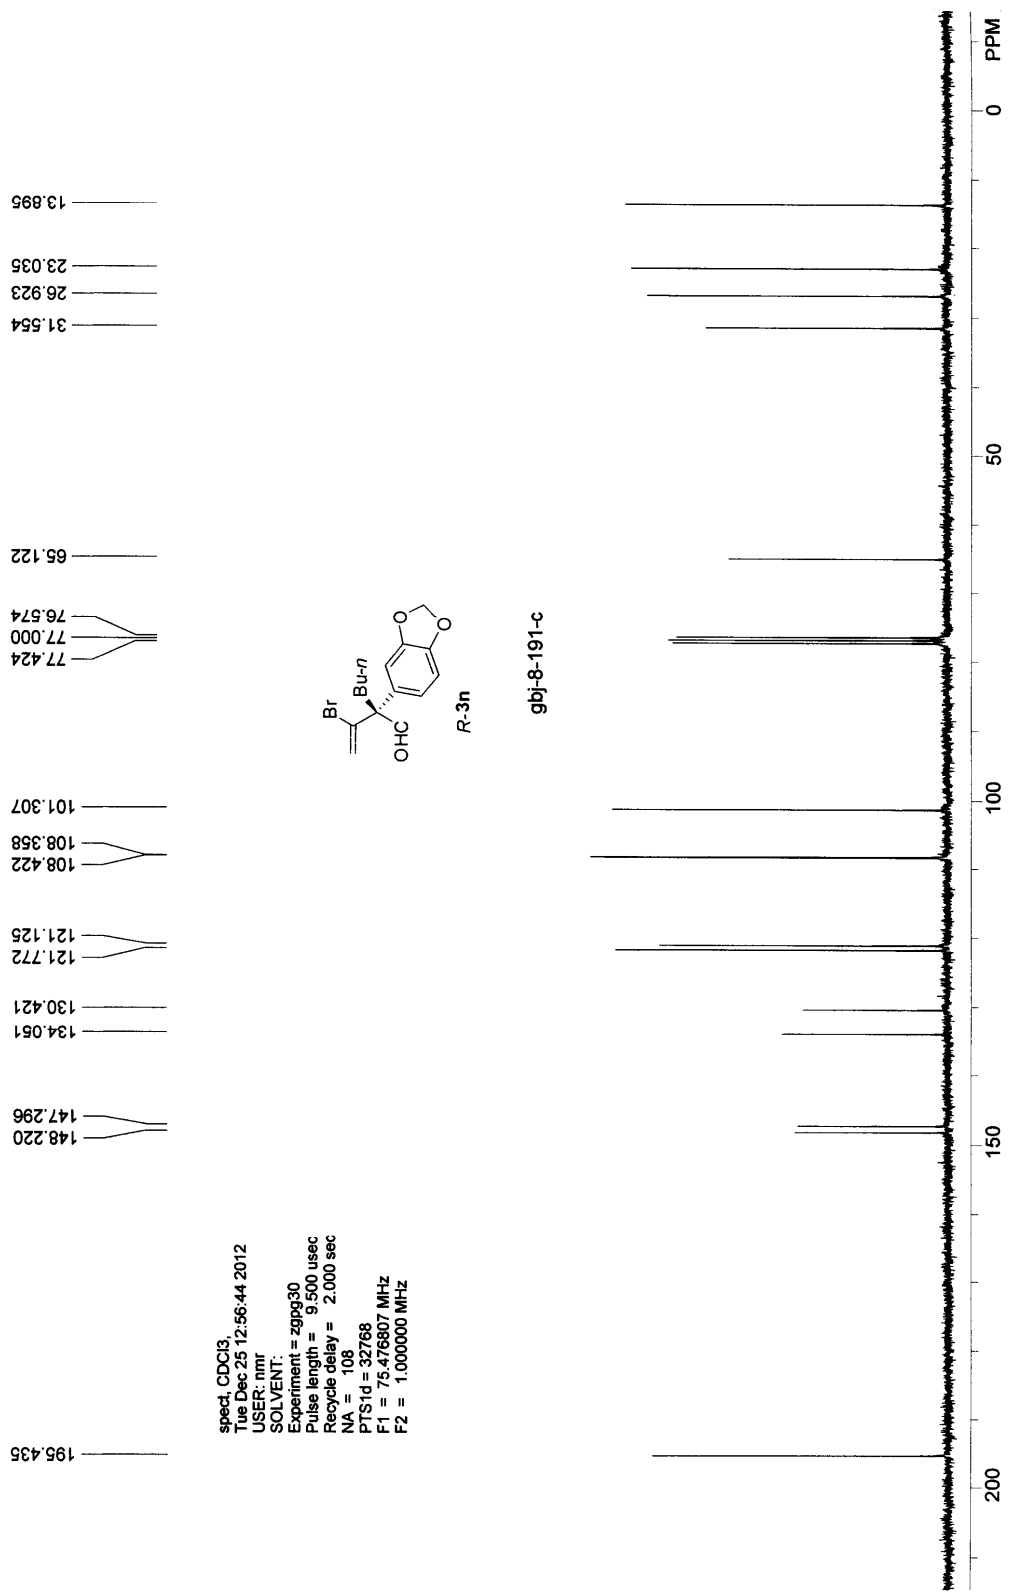 195.435
148.220
147.296
134.051
130.421
121.772
121.125
108.422
108.358
101.307
77.424
77.000
76.574
65.122
31.554
26.923
23.035
13.895
spect, CDCl3,
Tue Dec 25 12:56:44 2012
USER: nmr
SOLVENT:
Experiment = zgpg30
Pulse length = 9.500 usec
Recycle delay = 2.000 sec
NA = 108
PTS1d = 32768
F1 = 75.476807 MHz
F2 = 1.000000 MHz
Br
Bu-n
OHC
O
O
R-3n
gbj-8-191-c
200
150
100
50
0
PPM